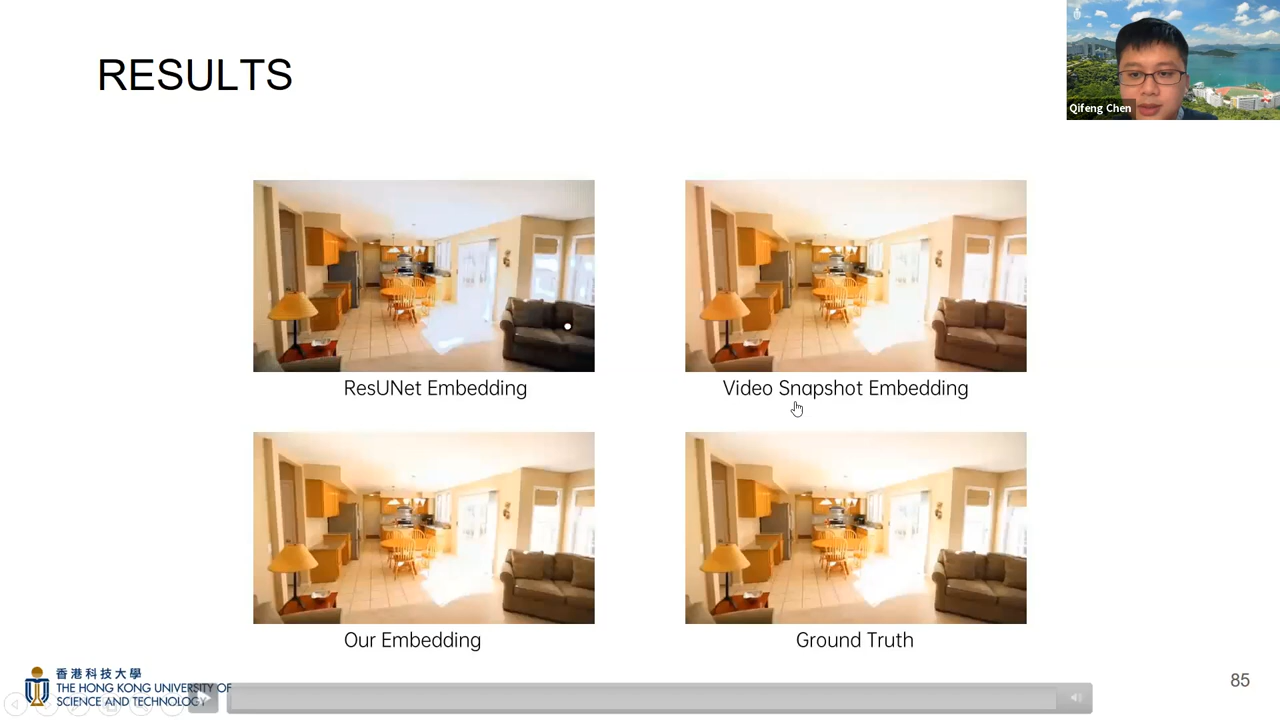 RESULTS
Qifeng Chen
ResUNet Embedding
Video Snapshot Embedding
Our Embedding
Ground Truth
香港科技大學
THE HONG KONG UNIVERSITY OF
SCIENCE AND TECHNOLOGY
85